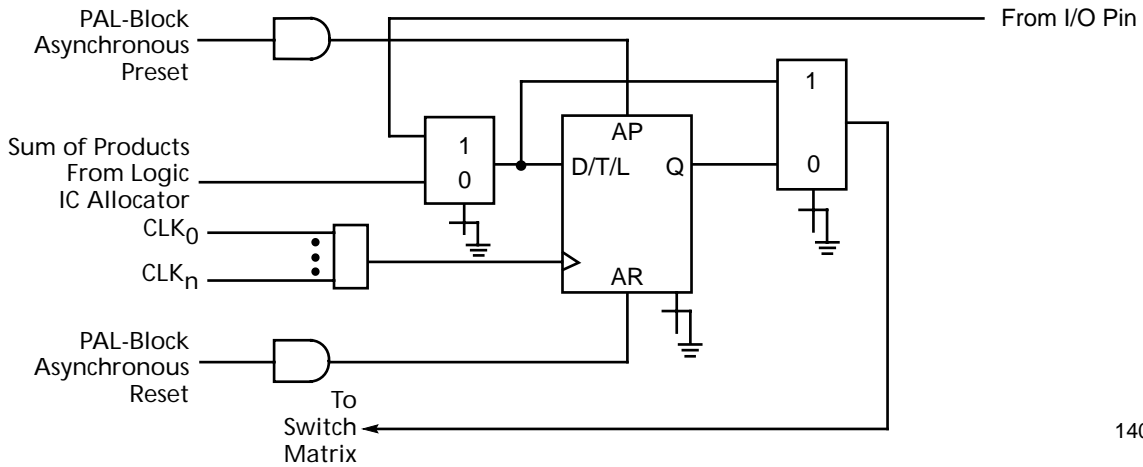 PAL-Block
Asynchronous
Preset
From I/O Pin
1
0
Sum of Products
From Logic
IC Allocator
1
0
AP
D/T/L Q
AR
CLK0
CLKn
PAL-Block
Asynchronous
Reset
To
Switch
Matrix